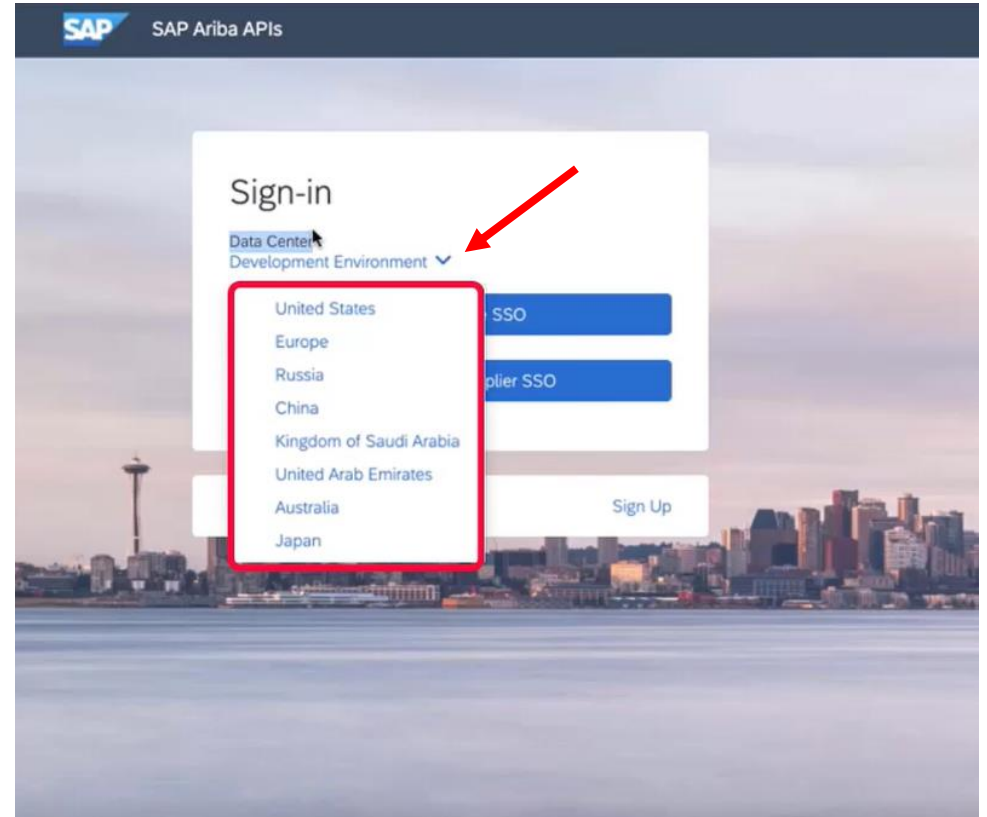 SAP SAP Ariba APIs
Sign-in
Data Center
Development Environment
United States
SSO
Europe
Russia
plier SSO
China
Kingdom of Saudi Arabia
United Arab Emirates
Australia
Sign Up
Japan